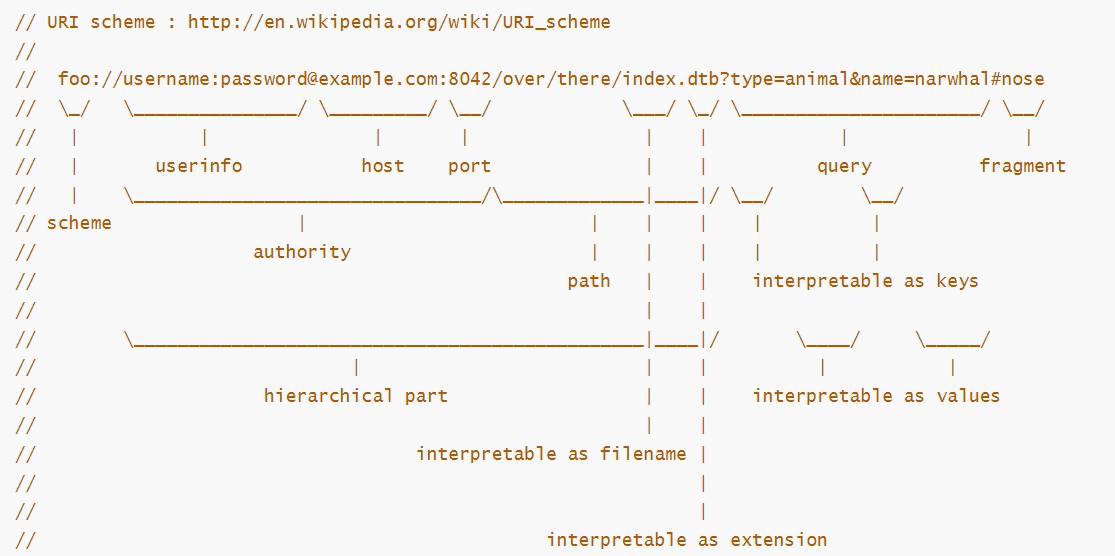 // URI scheme : http://en.wikipedia.org/wiki/URI_scheme
//
//  foo://username:password@example.com:8042/over/there/index.dtb?type=animal&name=narwhal#nose
//  \_/   \_______________/ \_________/ \__/            \___/ \_/ \______________________/ \__/
//   |           |               |       |                |    |            |                |
//   |       userinfo           host    port              |    |          query          fragment
//   |    \________________________________/\_____________|____|/ \__/        \__/
// scheme                 |                          |    |    |    |          |
//                    authority                      |    |    |    |          |
//                                                 path   |    |    interpretable as keys
//                                                        |    |
//      \_______________________________________________|____|/       \____/     \_____/
//                             |                          |    |          |           |
//                     hierarchical part                  |    |    interpretable as values
//                                                        |    |
//                                   interpretable as filename |
//                                                             |
//                                                             |
//                                               interpretable as extension